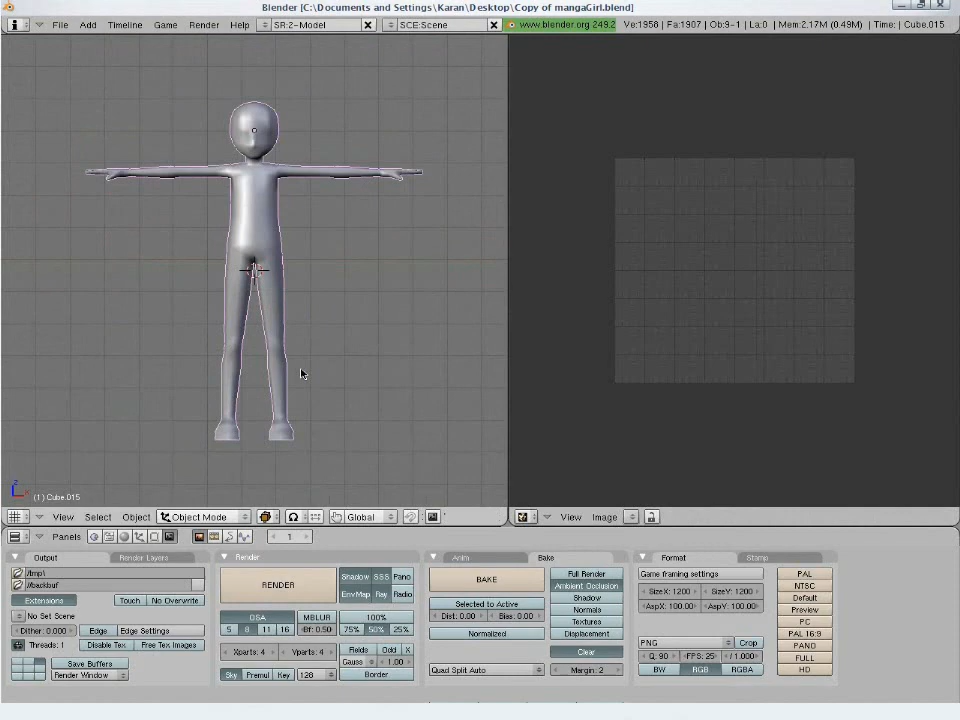 Blender [C:\Documents and Settings\Karan\Desktop\Copy of mangaGirl.blend]
File Add Timeline Game Render Help SR:2-Model SCE:Scene www.blender.org 249.2 Ve:1958 | Fa:1907 | Ob:9-1 | La:0 | Mem:2.17M (0.49M) | Time: | Cube.015
(1) Cube.015
View Select Object Object Mode Global View Image
Panels 1
Output Render Layers Render Anim Bake Format Stamp
/tmp\ RENDER Shadow SSS Pano BAKE Full Render Game framing settings PAL
//backbuf EnvMap Ray Radio Ambient Occlusion SizeX: 1200 SizeY: 1200 NTSC
Extensions Touch No Overwrite Selected to Active Shadow AspX: 100.00 AspY: 100.00 Default
No Set Scene OSA MBLUR 100% Dist: 0.00 Bias: 0.00 Normals Preview
Dither: 0.000 Edge Edge Settings 5 8 11 16 Bf: 0.50 75% 50% 25% Normalized Textures PC
Threads: 1 Disable Tex Free Tex Images Xparts: 4 Yparts: 4 Fields Odd X Displacement PNG Crop PAL 16:9
Save Buffers Gauss 1.00 Clear Q: 90 FPS: 25 / 1.000 PANO
Render Window Sky Premul Key 128 Border Quad Split Auto Margin: 2 BW RGB RGBA FULL
HD